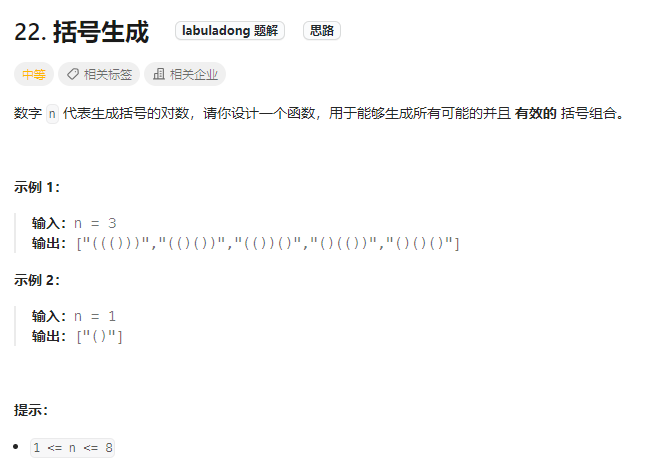 22. 括号生成 labuladong 题解 思路
中等 相关标签 相关企业
数字 n 代表生成括号的对数，请你设计一个函数，用于能够生成所有可能的并且 有效的 括号组合。
示例 1：
输入：n = 3
输出：["((()))","(()())","(())()","()(())","()()()"]
示例 2：
输入：n = 1
输出：["()"]
提示：
1 <= n <= 8